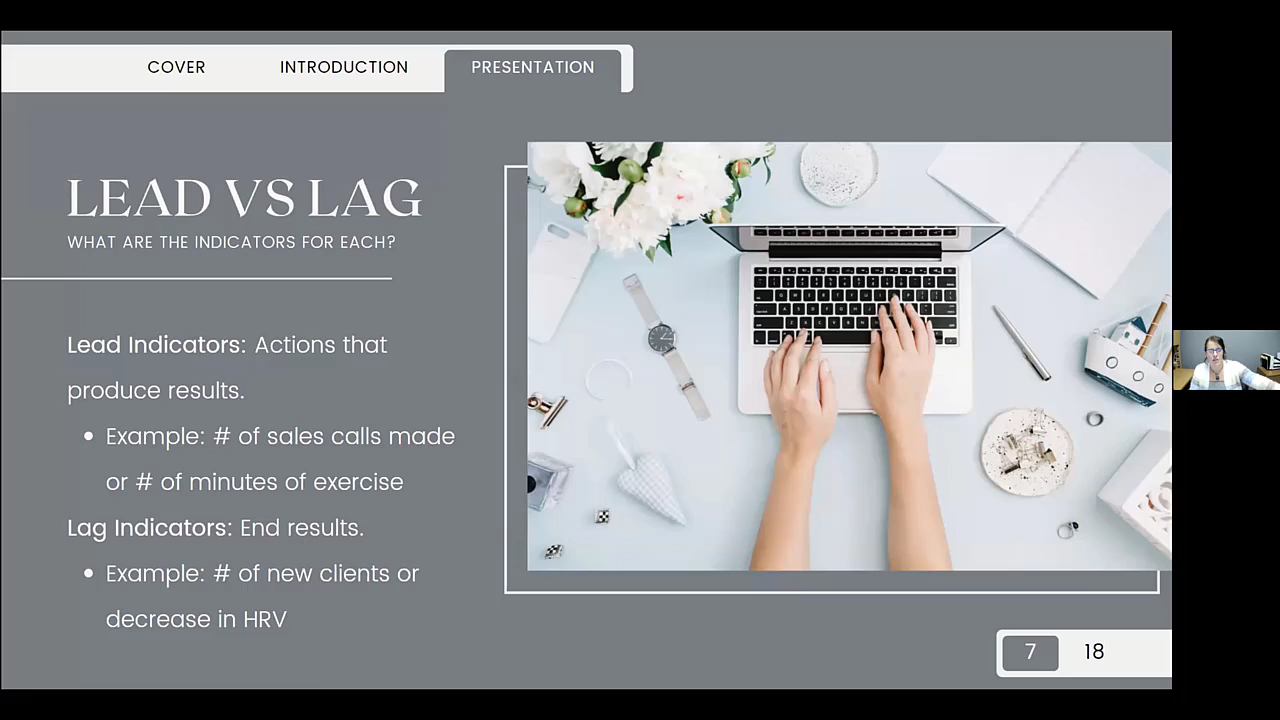 COVER
INTRODUCTION
PRESENTATION
LEAD VS LAG
WHAT ARE THE INDICATORS FOR EACH?
Lead Indicators: Actions that
produce results.
• Example: # of sales calls made
or # of minutes of exercise
Lag Indicators: End results.
• Example: # of new clients or
decrease in HRV
7
18